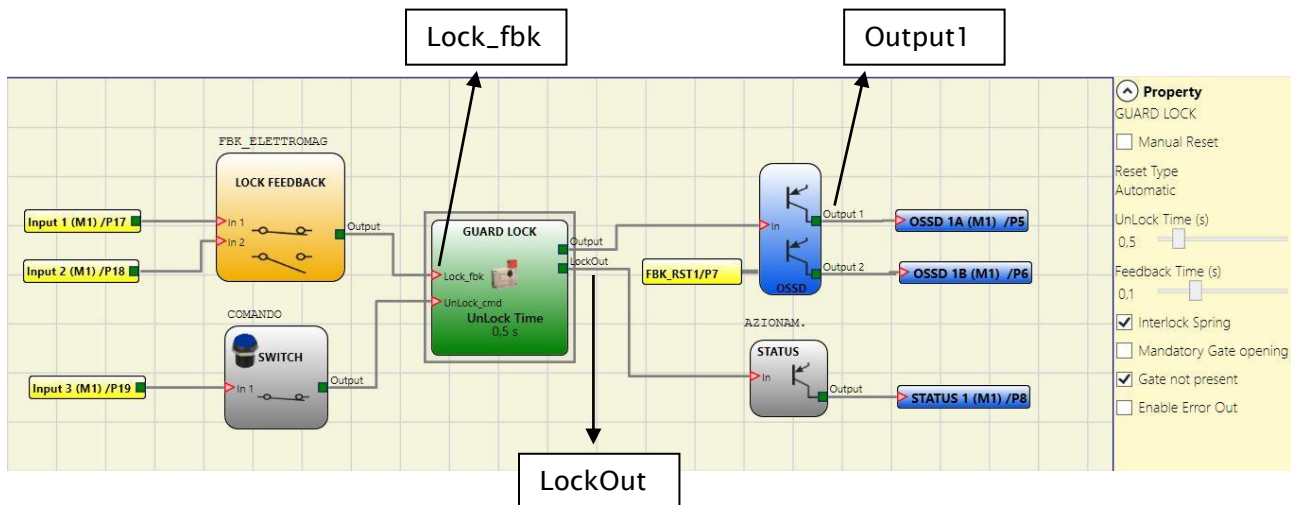 Lock_fbk
Output1
FBK_ELETTROMAG
LOCK FEEDBACK
Input 1 (M1) /P17
In 1
In 2
Output
Input 2 (M1) /P18
COMANDO
SWITCH
Input 3 (M1) /P19
In 1
Output
GUARD LOCK
Output
LockOut
Lock_fbk
UnLock_cmd
UnLock Time
0,5 s
FBK_RST1/P7
In
Output 1
Output 2
OSSD
OSSD 1A (M1) /P5
OSSD 1B (M1) /P6
AZIONAM.
STATUS
In
Output
STATUS 1 (M1) /P8
LockOut
Property
GUARD LOCK
Manual Reset
Reset Type
Automatic
UnLock Time (s)
0,5
Feedback Time (s)
0,1
Interlock Spring
Mandatory Gate opening
Gate not present
Enable Error Out